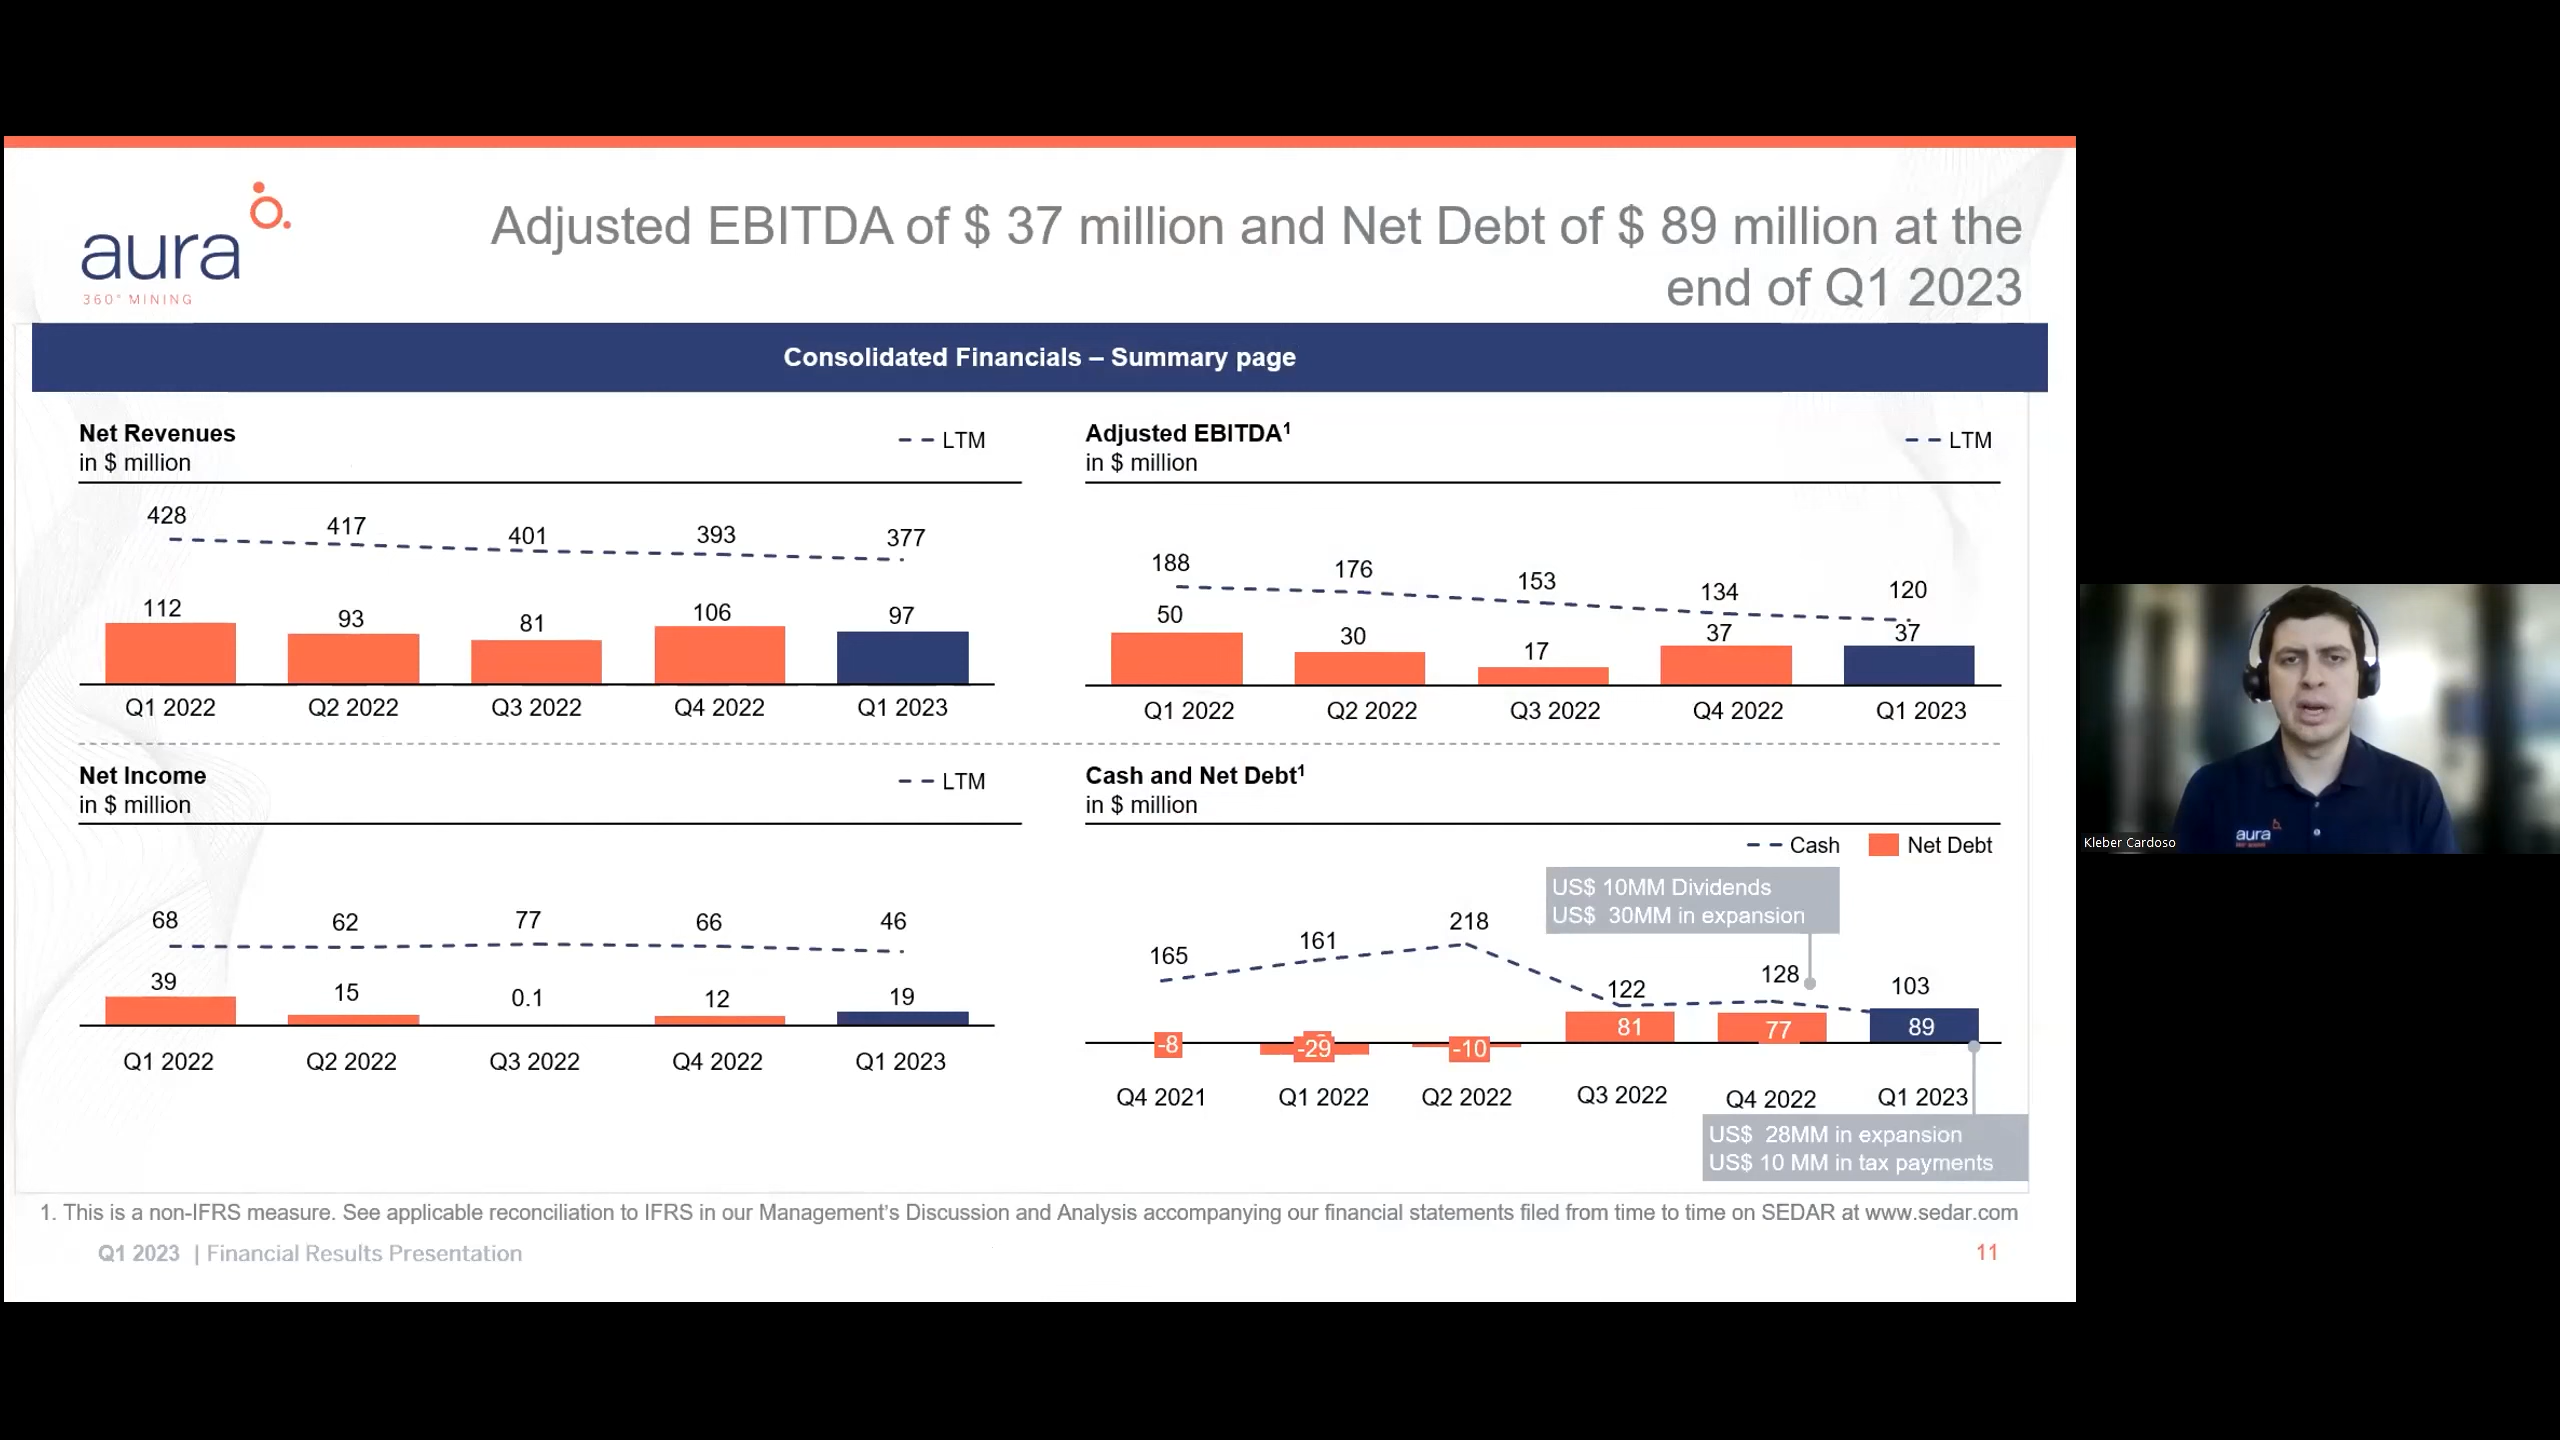 aura
360° MINING
Adjusted EBITDA of $ 37 million and Net Debt of $ 89 million at the
end of Q1 2023
Consolidated Financials – Summary page
Net Revenues
in $ million
LTM
428 417 401 393 377
112 93 81 106 97
Q1 2022 Q2 2022 Q3 2022 Q4 2022 Q1 2023
Adjusted EBITDA¹
in $ million
LTM
188 176 153 134 120
50 30 17 37 37
Q1 2022 Q2 2022 Q3 2022 Q4 2022 Q1 2023
Net Income
in $ million
LTM
68 62 77 66 46
39 15 0.1 12 19
Q1 2022 Q2 2022 Q3 2022 Q4 2022 Q1 2023
Cash and Net Debt¹
in $ million
Cash Net Debt
US$ 10MM Dividends
US$ 30MM in expansion
165 161 218 122 128 103
-8 -29 -10 81 77 89
Q4 2021 Q1 2022 Q2 2022 Q3 2022 Q4 2022 Q1 2023
US$ 28MM in expansion
US$ 10 MM in tax payments
1. This is a non-IFRS measure. See applicable reconciliation to IFRS in our Management's Discussion and Analysis accompanying our financial statements filed from time to time on SEDAR at www.sedar.com
Q1 2023 | Financial Results Presentation
11
aura
Kleber Cardoso